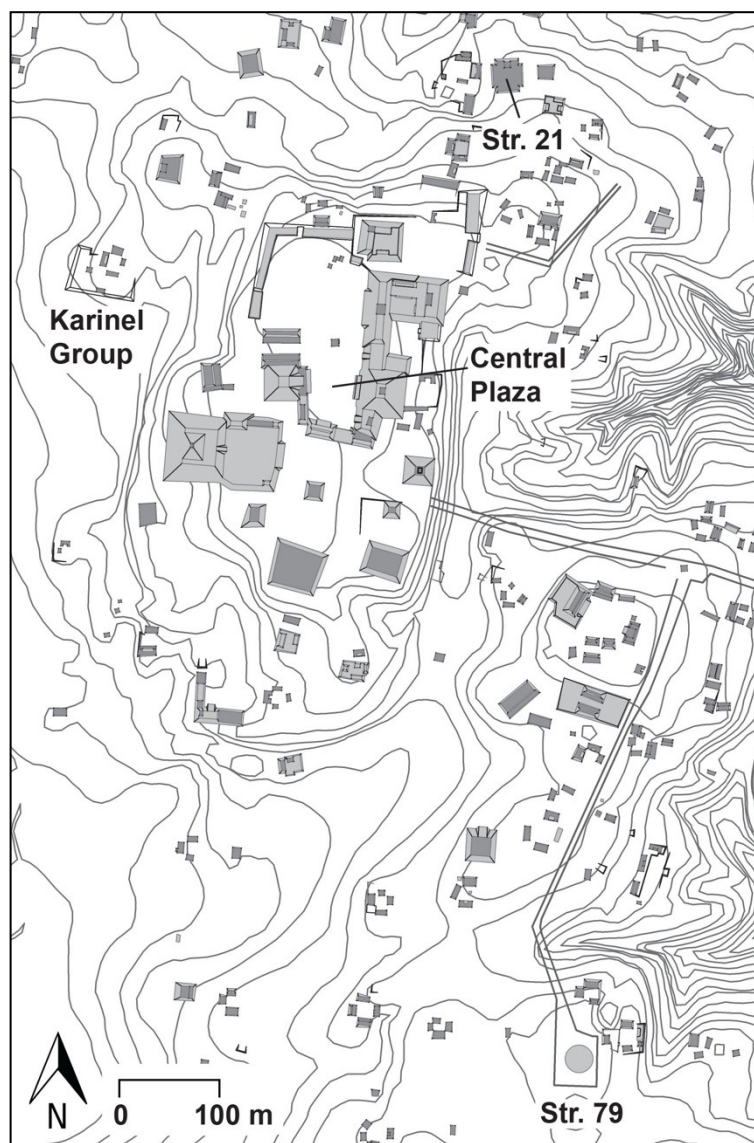 Str. 21
Karinel
Group
Central
Plaza
N
0 100 m
Str. 79